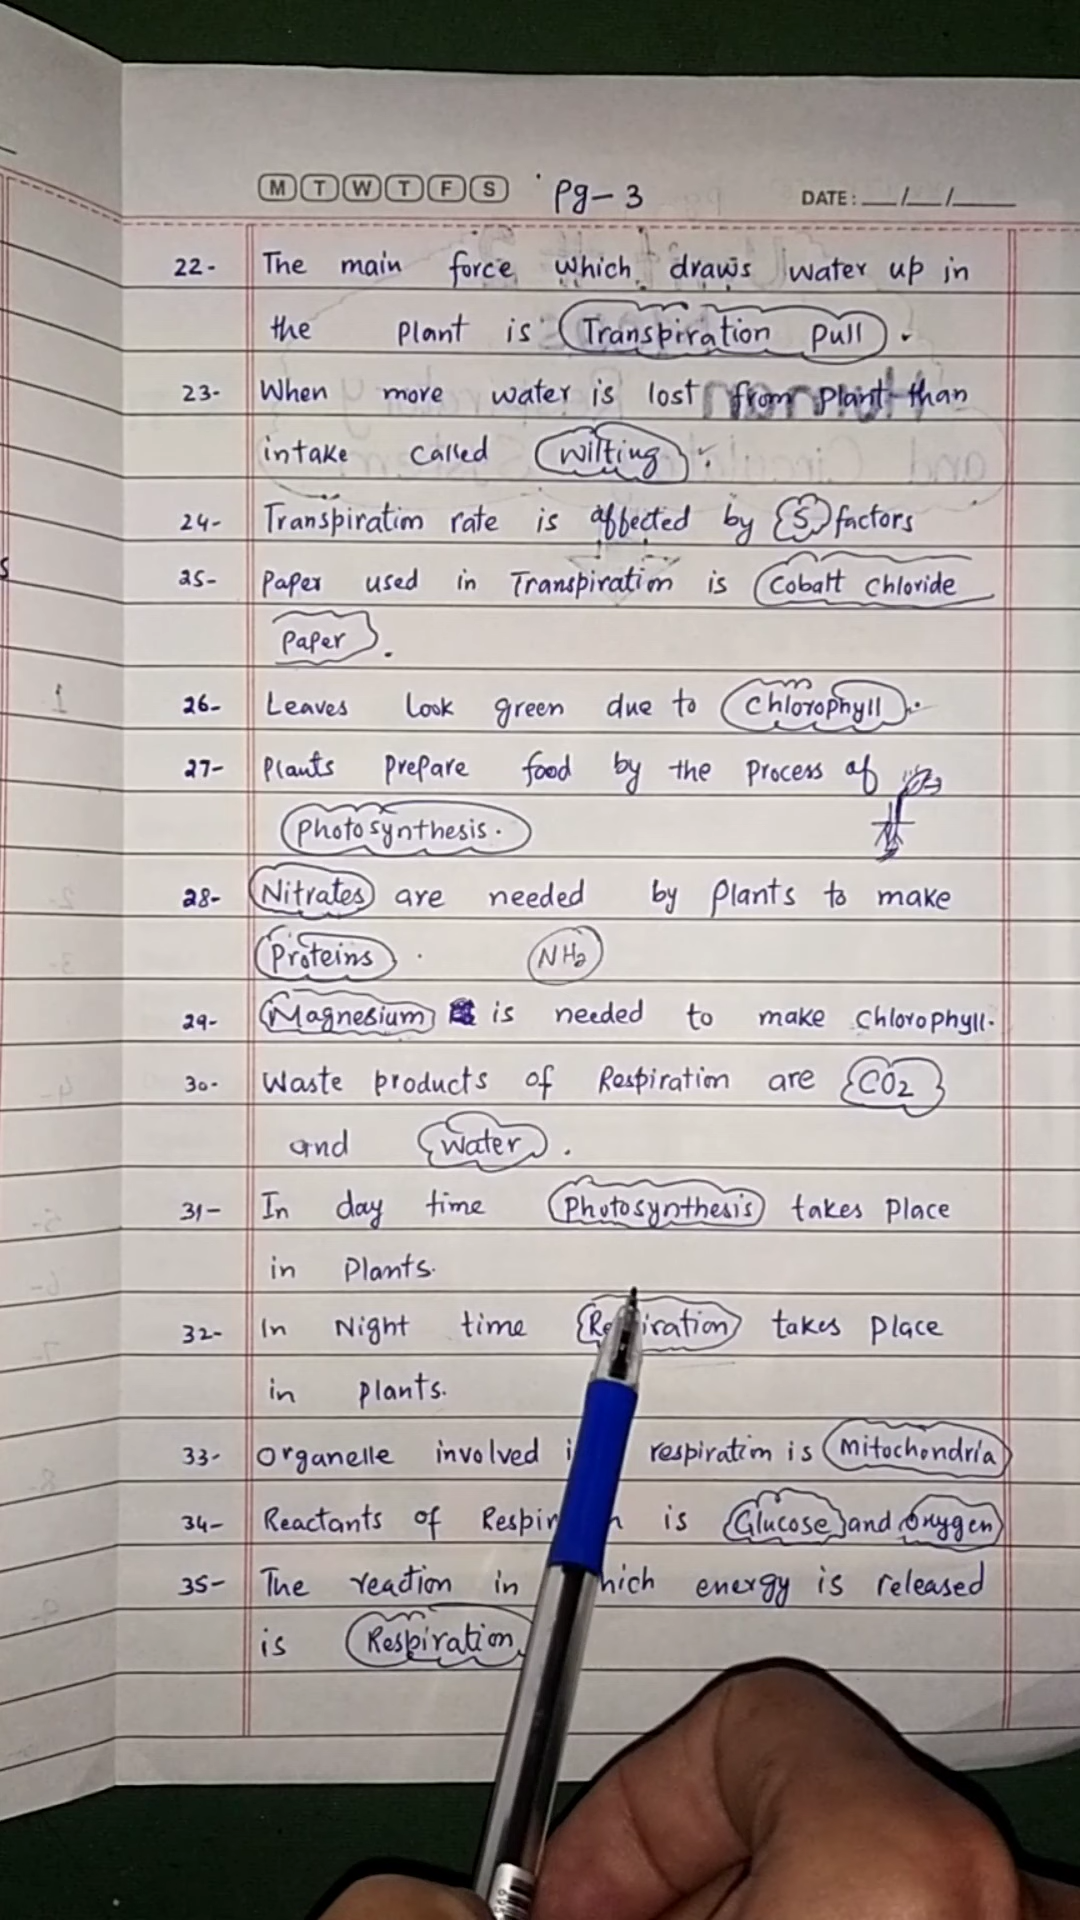 M T W T F S Pg-3 DATE: __/__/____
22- The main force which draws water up in
the Plant is Transpiration Pull.
23- When more water is lost from Plant than
intake called Wilting.
24- Transpiration rate is affected by 5 factors
25- Paper used in Transpiration is Cobalt Chloride
Paper.
26- Leaves look green due to Chlorophyll.
27- Plants Prepare food by the Process of
Photosynthesis.
28- Nitrates are needed by Plants to make
Proteins. NH2
29- Magnesium is needed to make Chlorophyll.
30- Waste products of Respiration are CO2
and Water.
31- In day time Photosynthesis takes Place
in Plants.
32- In Night time Respiration takes Place
in plants.
33- Organelle involved i respiration is Mitochondria
34- Reactants of Respir n is Glucose and Oxygen
35- The reaction in hich energy is released
is Respiration